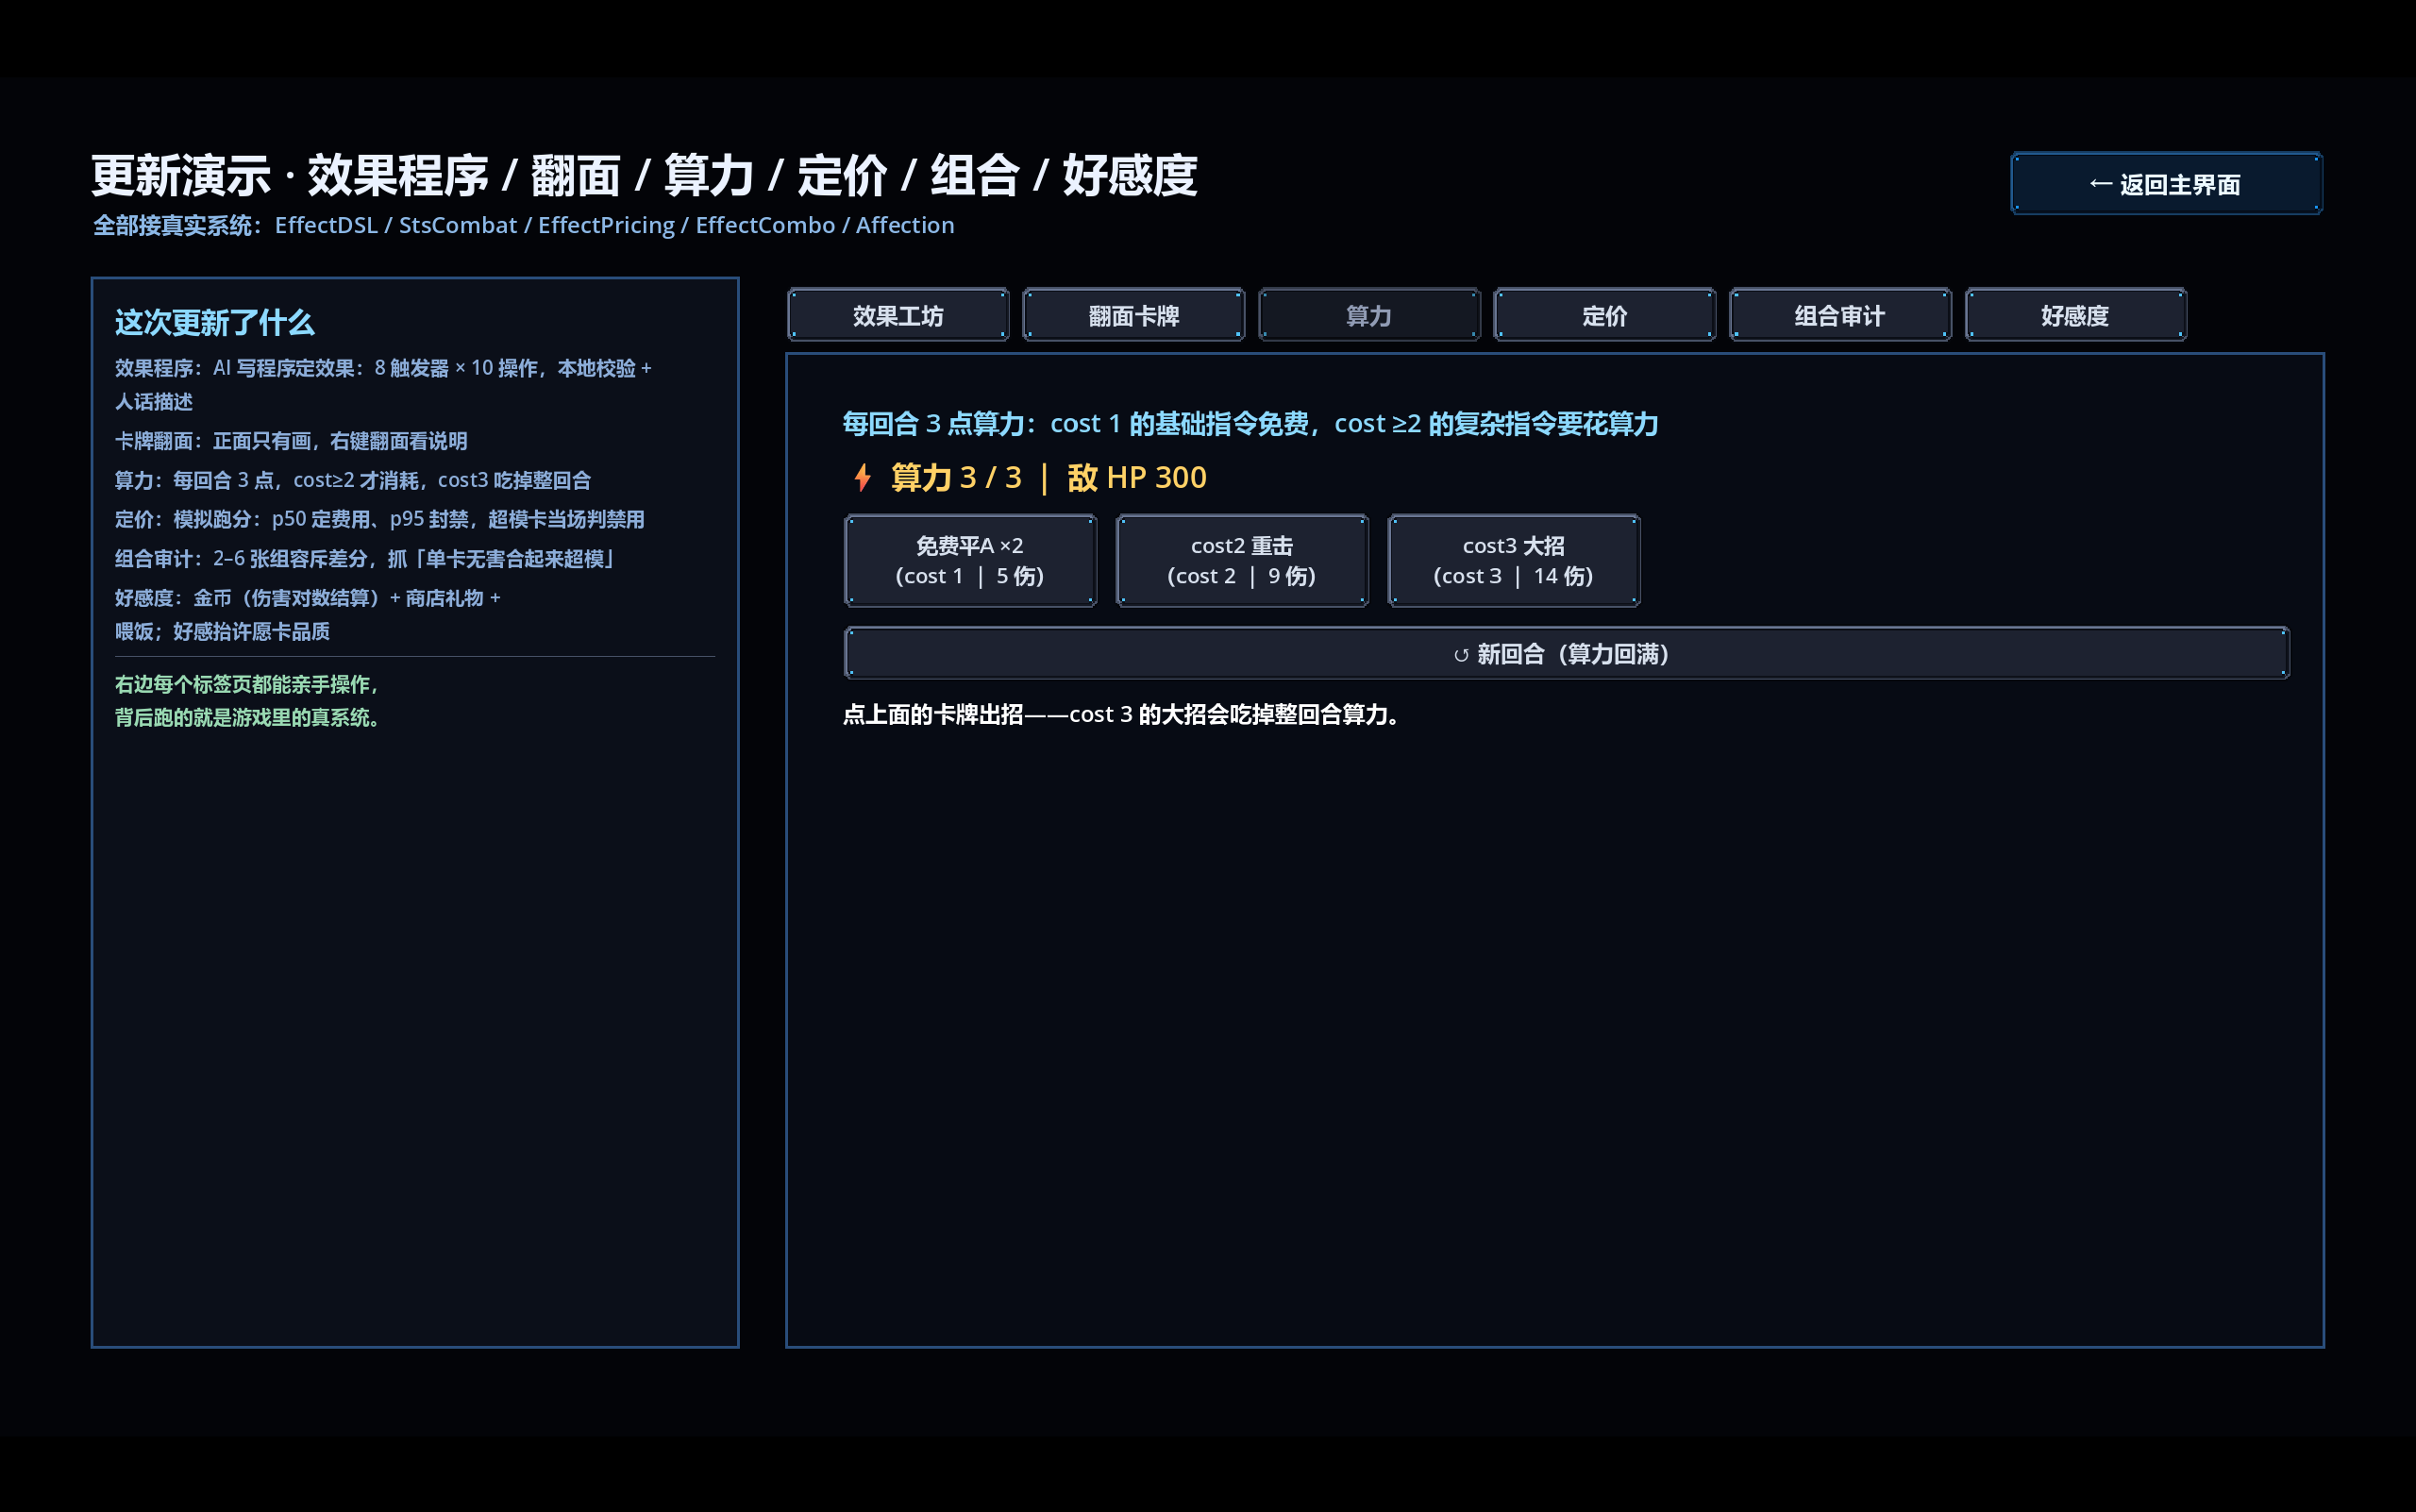 更新演示 · 效果程序 / 翻面 / 算力 / 定价 / 组合 / 好感度
← 返回主界面
全部接真实系统：EffectDSL / StsCombat / EffectPricing / EffectCombo / Affection
这次更新了什么
效果程序：AI 写程序定效果：8 触发器 × 10 操作，本地校验 +
人话描述
卡牌翻面：正面只有画，右键翻面看说明
算力：每回合 3 点，cost≥2 才消耗，cost3 吃掉整回合
定价：模拟跑分：p50 定费用、p95 封禁，超模卡当场判禁用
组合审计：2–6 张组容斥差分，抓「单卡无害合起来超模」
好感度：金币（伤害对数结算）+ 商店礼物 +
喂饭；好感抬许愿卡品质
右边每个标签页都能亲手操作，
背后跑的就是游戏里的真系统。
效果工坊
翻面卡牌
算力
定价
组合审计
好感度
每回合 3 点算力：cost 1 的基础指令免费，cost ≥2 的复杂指令要花算力
⚡ 算力 3 / 3 ｜ 敌 HP 300
免费平A ×2
(cost 1 ｜ 5 伤)
cost2 重击
(cost 2 ｜ 9 伤)
cost3 大招
(cost 3 ｜ 14 伤)
↺ 新回合（算力回满）
点上面的卡牌出招——cost 3 的大招会吃掉整回合算力。